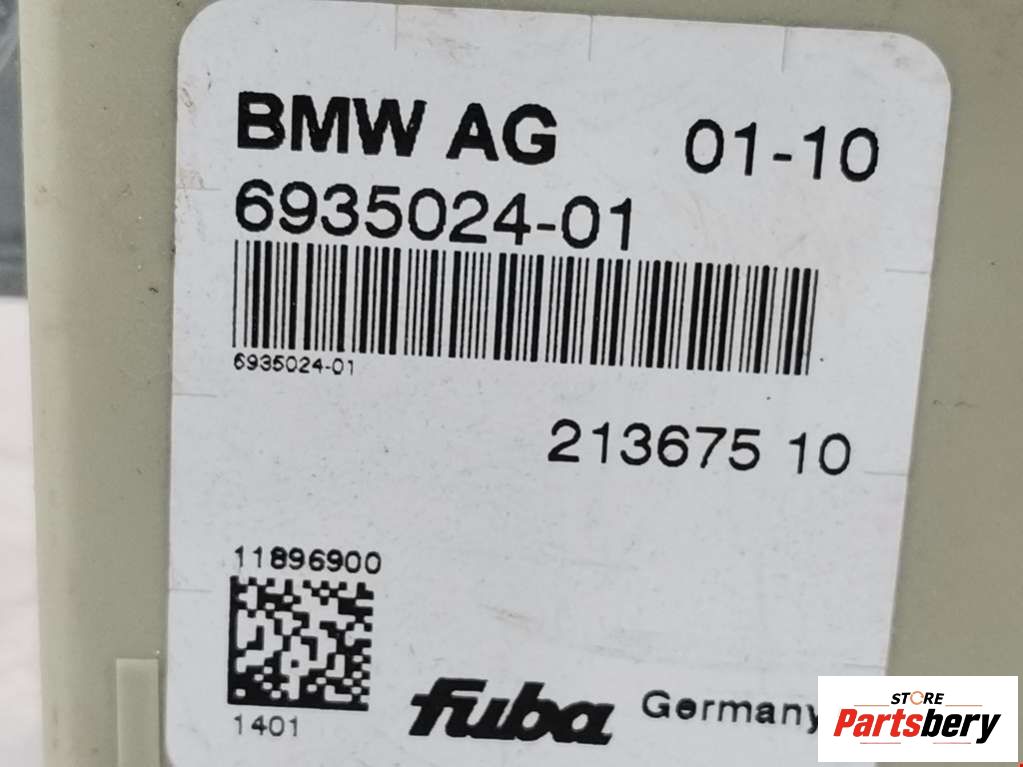 BMW AG 01-10
6935024-01
6935024-01
213675 10
11896900
1401
fuba Germany
STORE
Partsbery